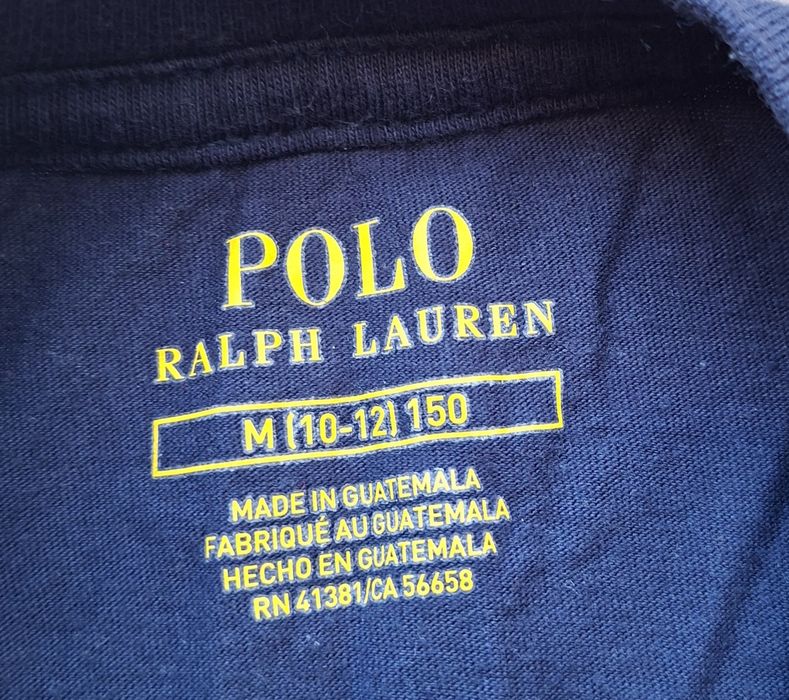 POLO
RALPH LAUREN
M (10-12) 150
MADE IN GUATEMALA
FABRIQUÉ AU GUATEMALA
HECHO EN GUATEMALA
RN 41381/CA 56658